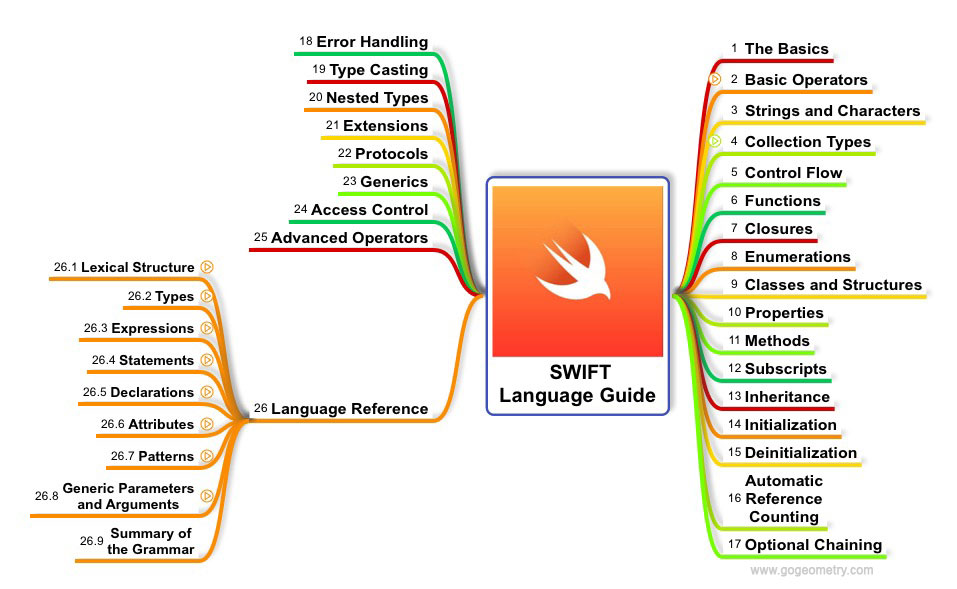 18 Error Handling
19 Type Casting
20 Nested Types
21 Extensions
22 Protocols
23 Generics
24 Access Control
25 Advanced Operators
26.1 Lexical Structure
26.2 Types
26.3 Expressions
26.4 Statements
26.5 Declarations
26.6 Attributes
26.7 Patterns
26.8 Generic Parameters
and Arguments
26.9 Summary of
the Grammar
26 Language Reference
SWIFT
Language Guide
1 The Basics
2 Basic Operators
3 Strings and Characters
4 Collection Types
5 Control Flow
6 Functions
7 Closures
8 Enumerations
9 Classes and Structures
10 Properties
11 Methods
12 Subscripts
13 Inheritance
14 Initialization
15 Deinitialization
Automatic
16 Reference
Counting
17 Optional Chaining
www.gogeometry.com